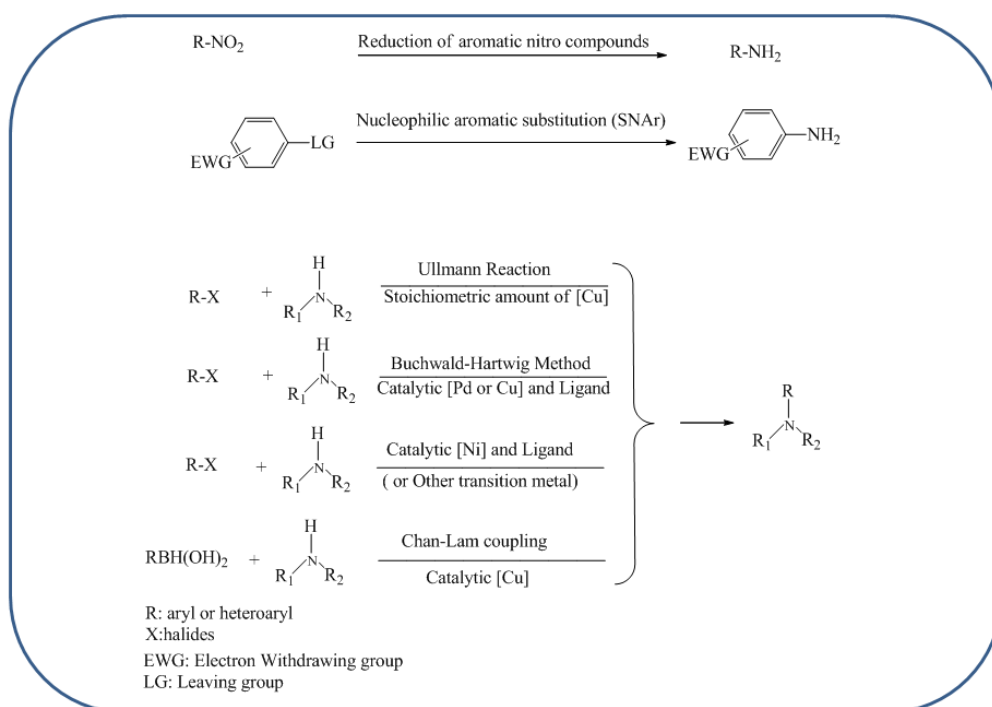 R-NO₂ Reduction of aromatic nitro compounds R-NH₂
Nucleophilic aromatic substitution (SNAr)
EWG LG EWG NH₂
H
R-X + N R₁ R₂ Ullmann Reaction
Stoichiometric amount of [Cu]
H
R-X + N R₁ R₂ Buchwald-Hartwig Method
Catalytic [Pd or Cu] and Ligand
R
N
R₁ R₂
H
R-X + N R₁ R₂ Catalytic [Ni] and Ligand
( or Other transition metal)
H
RBH(OH)₂ + N R₁ R₂ Chan-Lam coupling
Catalytic [Cu]
R: aryl or heteroaryl
X:halides
EWG: Electron Withdrawing group
LG: Leaving group